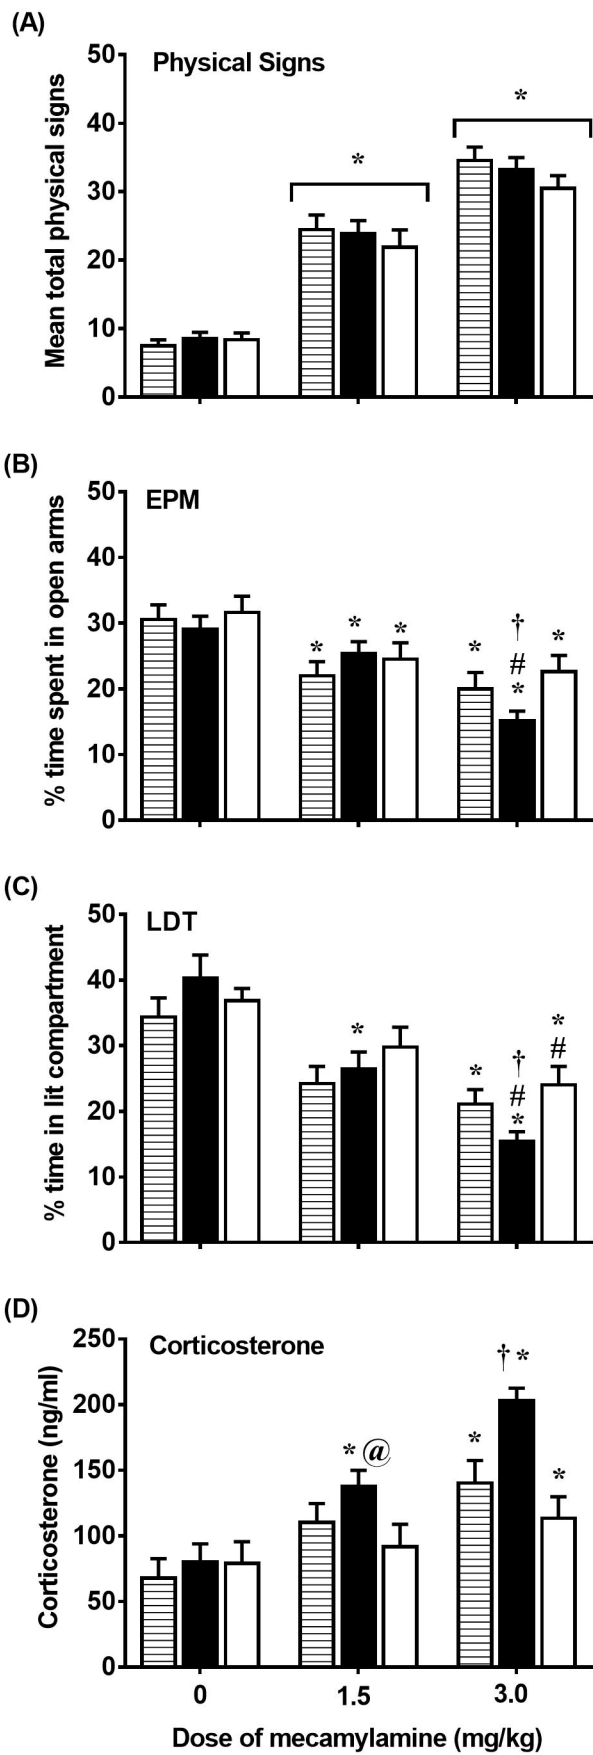 (A)
Physical Signs
Mean total physical signs
50
40
30
20
10
0
*
*
(B)
EPM
% time spent in open arms
50
40
30
20
10
0
* * * * † *
#
*
(C)
LDT
% time in lit compartment
50
40
30
20
10
0
* * † *
# #
*
(D)
Corticosterone
Corticosterone (ng/ml)
250
200
150
100
50
0
* @ * † * *
0 1.5 3.0
Dose of mecamylamine (mg/kg)